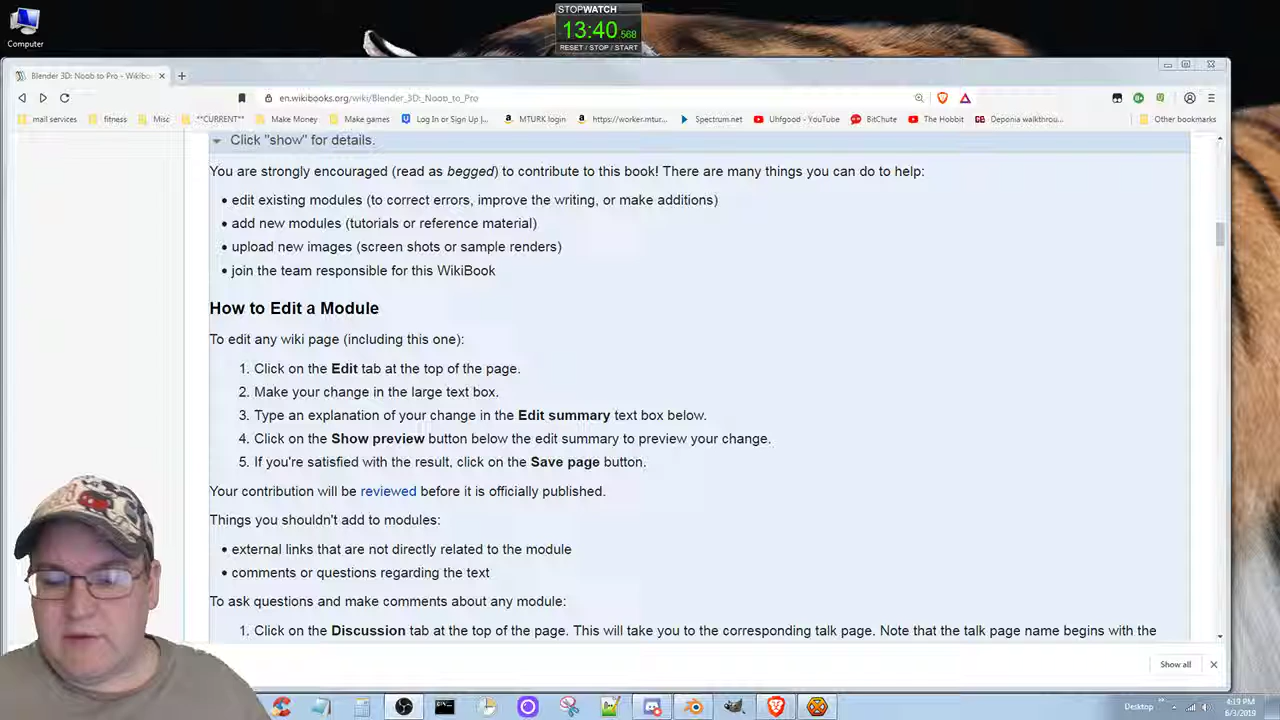 STOPWATCH
13:40.568
RESET / STOP / START
Computer
Blender 3D: Noob to Pro - Wikibo
en.wikibooks.org/wiki/Blender_3D:_Noob_to_Pro
mail services
fitness
Misc
**CURRENT**
Make Money
Make games
Log In or Sign Up |...
MTURK login
https://worker.mtur...
Spectrum.net
Uhfgood - YouTube
BitChute
The Hobbit
Deponia walkthrou...
Other bookmarks
Click "show" for details.
You are strongly encouraged (read as begged) to contribute to this book! There are many things you can do to help:
• edit existing modules (to correct errors, improve the writing, or make additions)
• add new modules (tutorials or reference material)
• upload new images (screen shots or sample renders)
• join the team responsible for this WikiBook
How to Edit a Module
To edit any wiki page (including this one):
1. Click on the Edit tab at the top of the page.
2. Make your change in the large text box.
3. Type an explanation of your change in the Edit summary text box below.
4. Click on the Show preview button below the edit summary to preview your change.
5. If you're satisfied with the result, click on the Save page button.
Your contribution will be reviewed before it is officially published.
Things you shouldn't add to modules:
• external links that are not directly related to the module
• comments or questions regarding the text
To ask questions and make comments about any module:
1. Click on the Discussion tab at the top of the page. This will take you to the corresponding talk page. Note that the talk page name begins with the
Show all
Desktop
4:19 PM
6/3/2019